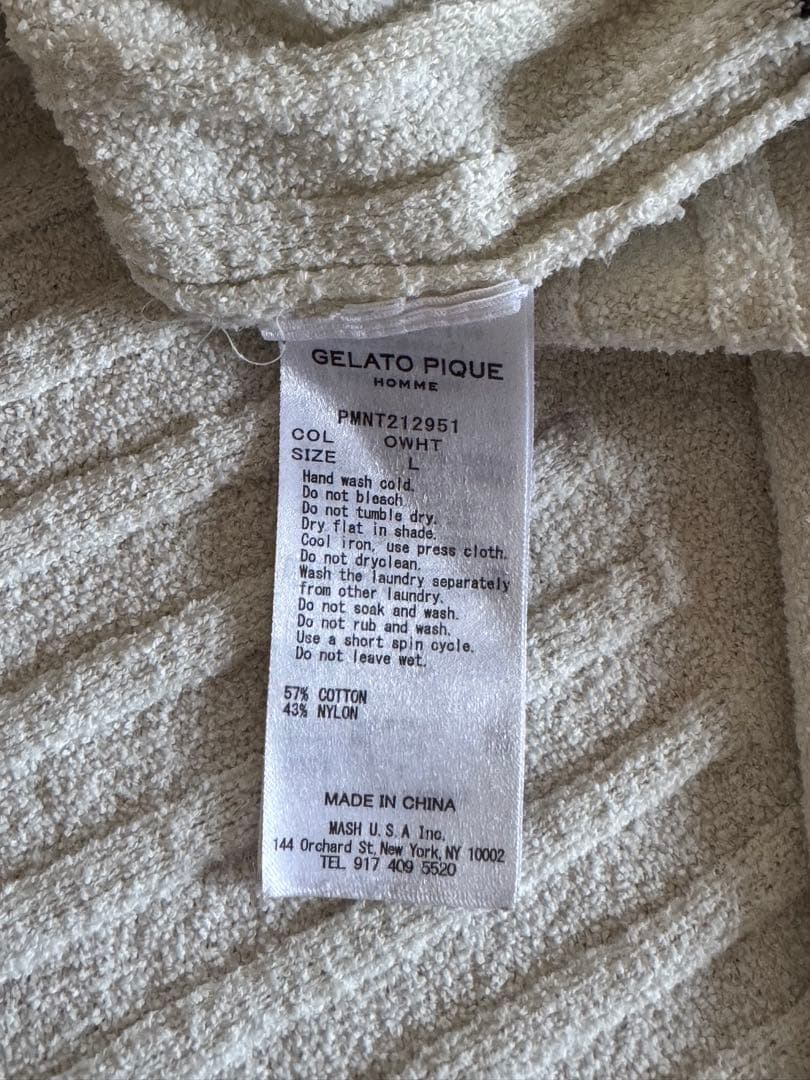 GELATO PIQUE
HOMME
PMNT212951
COL OWHT
SIZE L
Hand wash cold.
Do not bleach
Do not tumble dry.
Dry flat in shade.
Cool iron, use press cloth.
Do not dryclean.
Wash the laundry separately
from other laundry.
Do not soak and wash.
Do not rub and wash.
Use a short spin cycle.
Do not leave wet.
57% COTTON
43% NYLON
MADE IN CHINA
MASH U.S.A Inc.
144 Orchard St, New York, NY 10002
TEL 917 409 5520